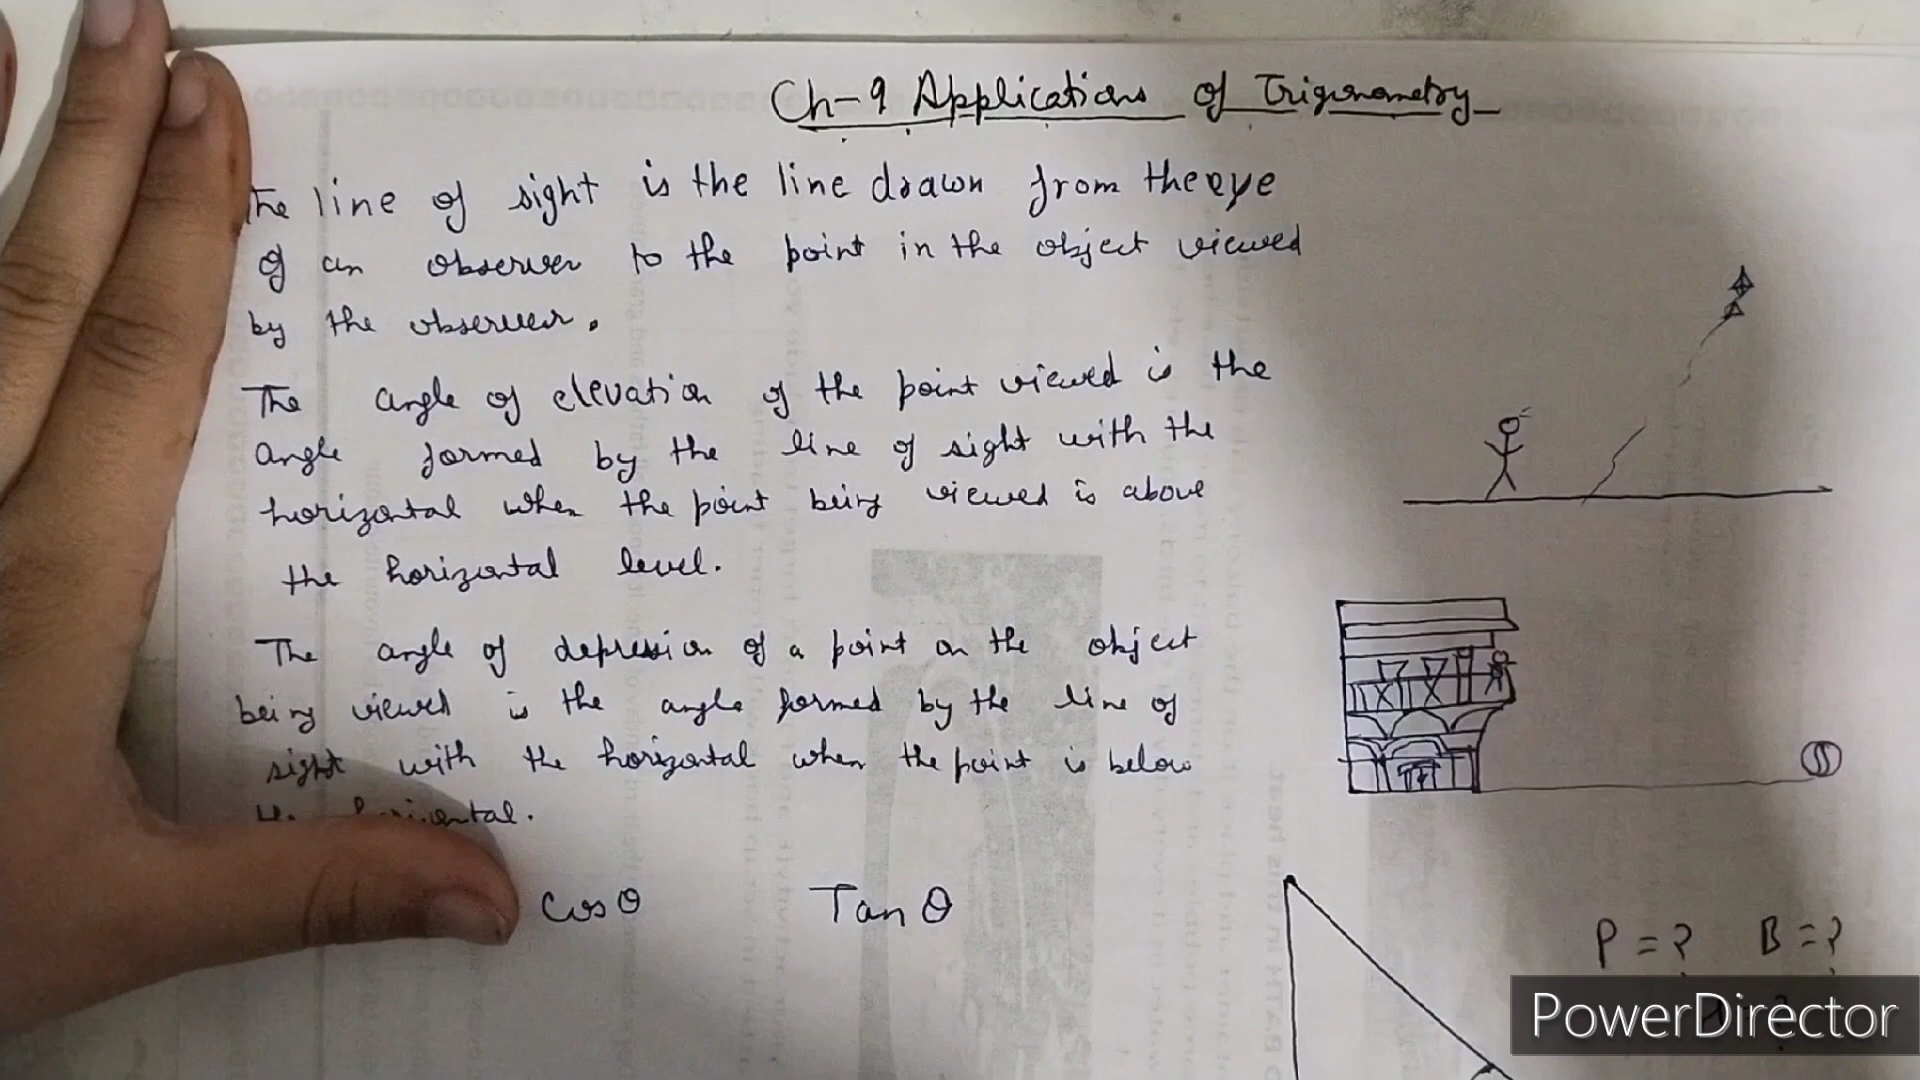 Ch-9 Applications of Trigonometry
The line of sight is the line drawn from the eye
of an observer to the point in the object viewed
by the observer.
The angle of elevation of the point viewed is the
angle formed by the line of sight with the
horizontal when the point being viewed is above
the horizontal level.
The angle of depression of a point on the object
being viewed is the angle formed by the line of
sight with the horizontal when the point is below
the horizontal.
Cos θ Tan θ
P = ? B = ?
PowerDirector